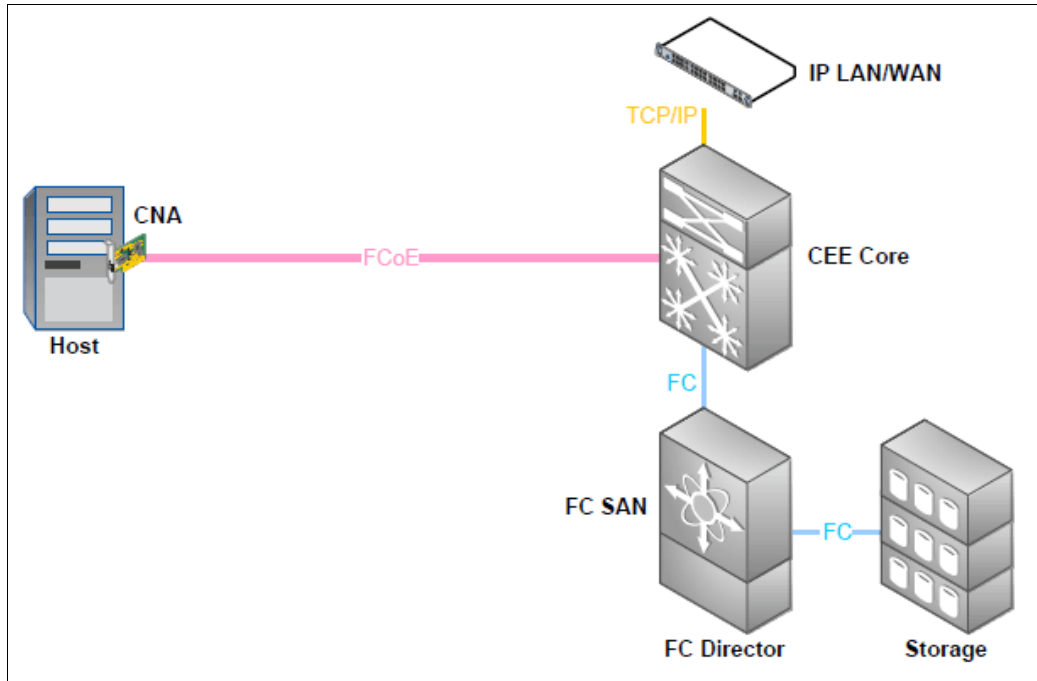 IP LAN/WAN
TCP/IP
CNA
FCoE
CEE Core
Host
FC
FC SAN
FC
FC Director
Storage